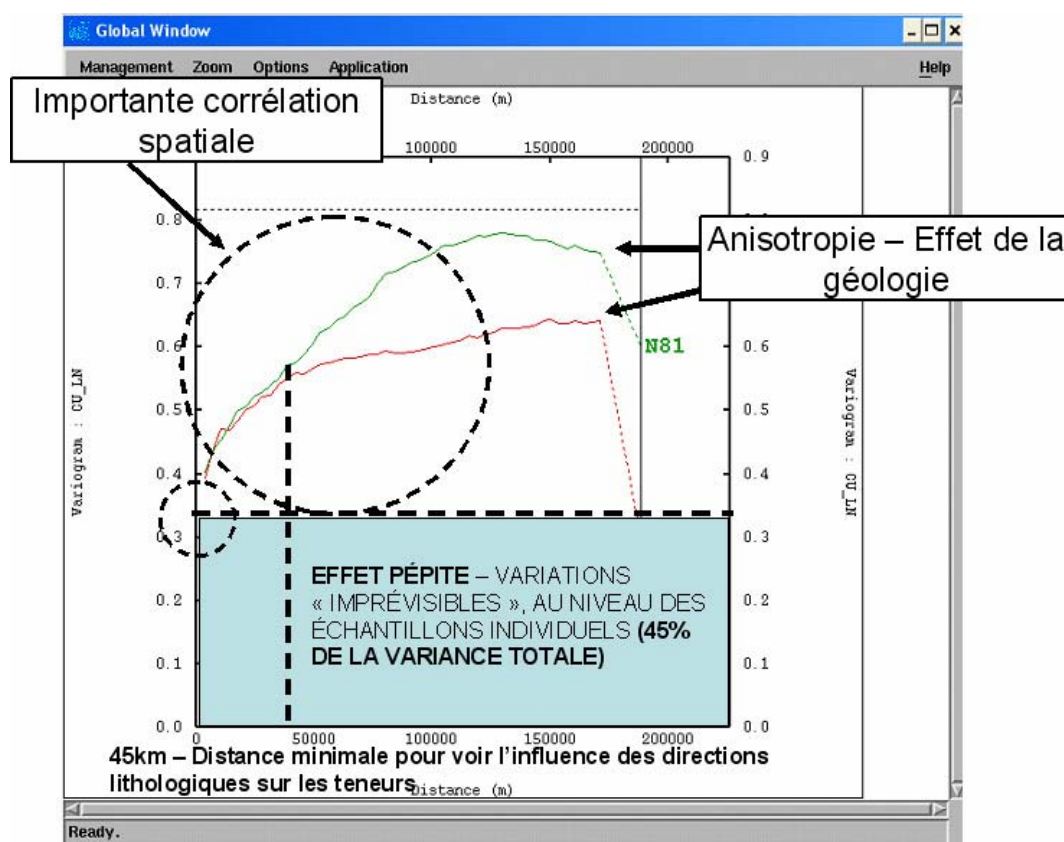 Global Window
Management Zoom Options Application Help
Importante corrélation
spatiale
Distance (m)
100000 150000 200000
0.9
0.8
0.7
Anisotropie – Effet de la
géologie
0.6 0.6
N81
Variogram : CU_LN
Variogram : CU_LN
0.5 0.5
0.4 0.4
0.3 0.3
EFFET PÉPITE – VARIATIONS
« IMPRÉVISIBLES », AU NIVEAU DES
ÉCHANTILLONS INDIVIDUELS (45%
DE LA VARIANCE TOTALE)
0.2 0.2
0.1 0.1
0.0 0.0
0 50000 100000 150000 200000
45km – Distance minimale pour voir l’influence des directions
lithologiques sur les teneurs
Distance (m)
Ready.